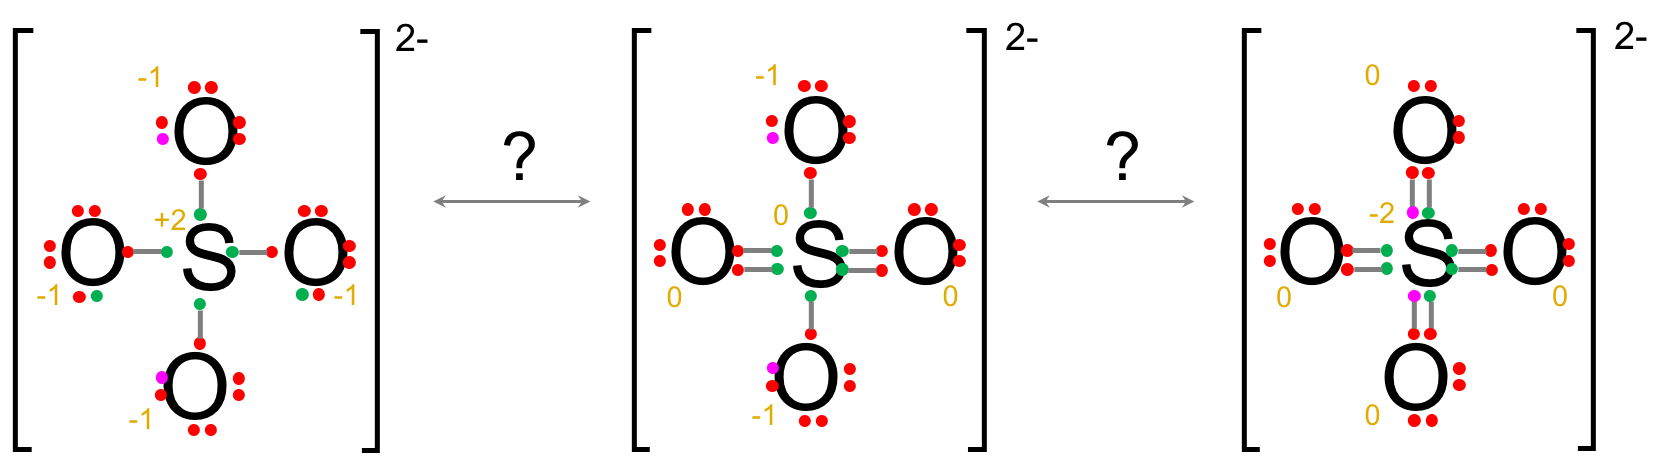 2- 2- 2-
-1 -1 0
O O O
? ?
+2 0 -2
O S O O S O O S O
-1 -1 0 0 0 0
O O O
-1 -1 0